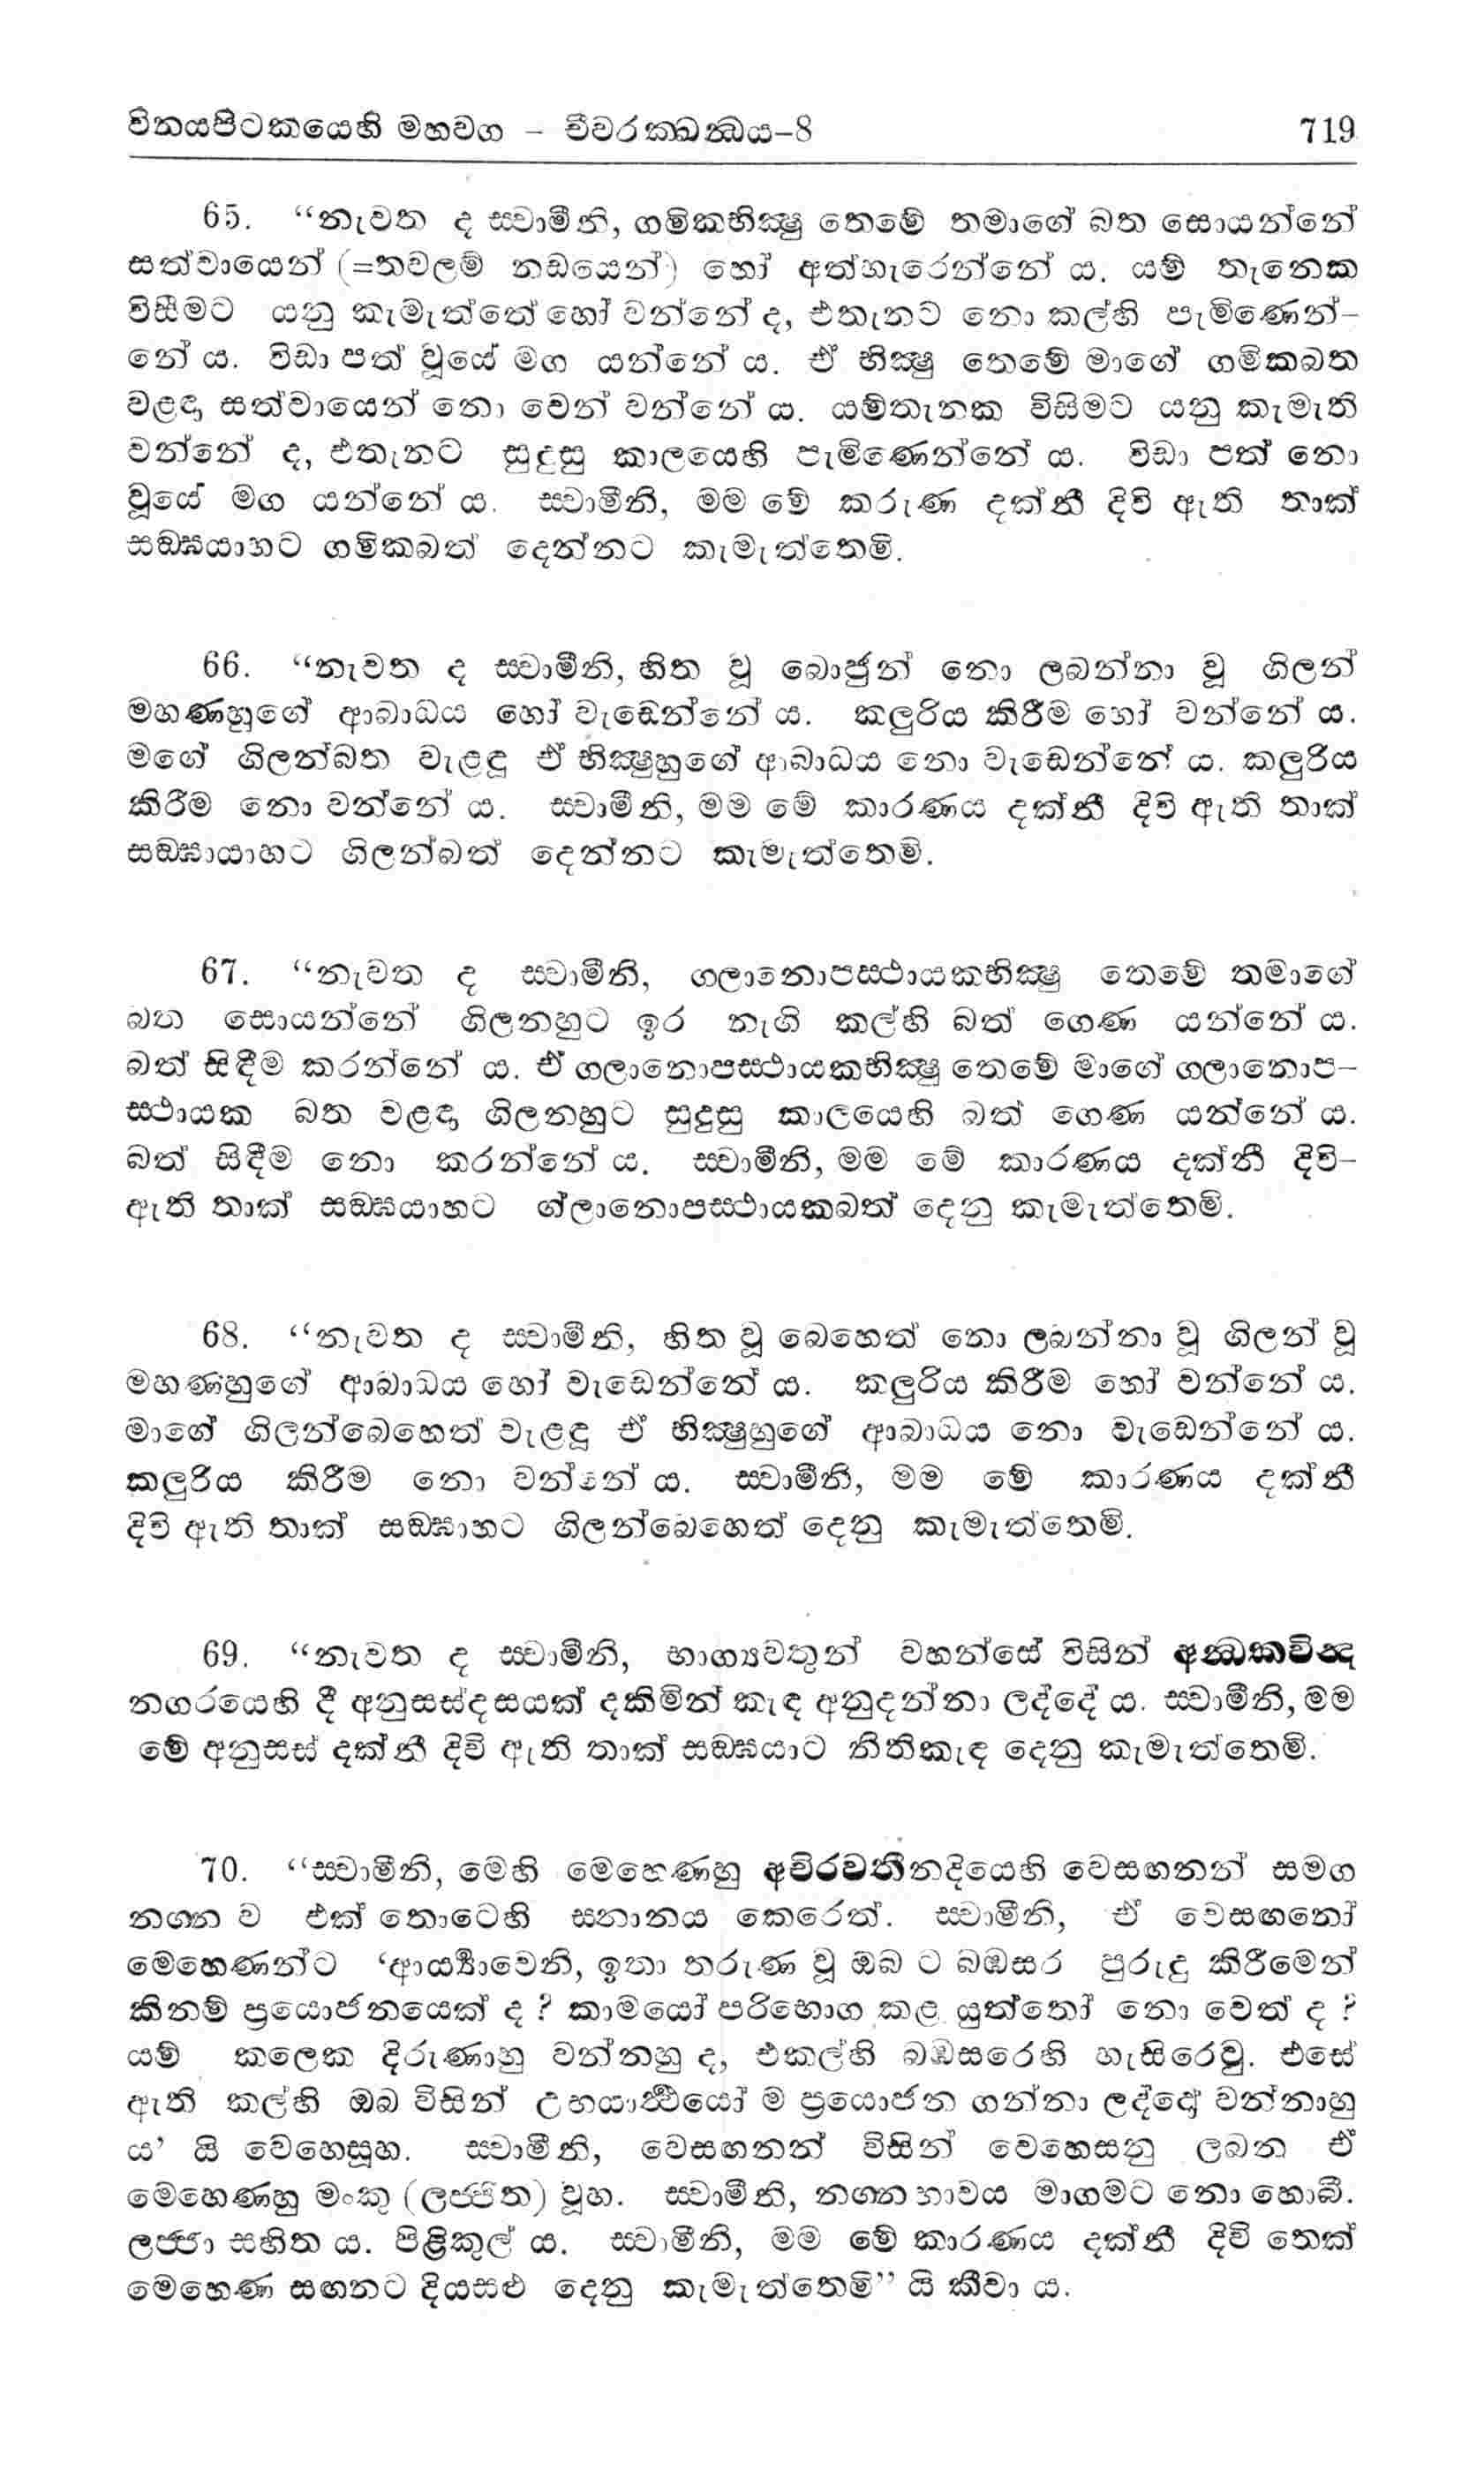 විනයපිටකයෙහි මහවග – චීවරක්ඛන්ධය–8 719
65. “නැවත ද ස්වාමීනි, ගමිකභික්ෂු තෙමේ තමාගේ බත සොයන්නේ
සත්වායෙන් (=තවලම් නඩයෙන්) හෝ අත්හැරෙන්නේ ය. යම් තැනෙක
විසීමට යනු කැමැත්තේ හෝ වන්නේ ද, එතැනට නො කල්හි පැමිණෙන්–
නේ ය. විඩා පත් වූයේ මග යන්නේ ය. ඒ භික්ෂු තෙමේ මාගේ ගමිකබත
වළඳා සත්වායෙන් නො වෙන් වන්නේ ය. යම්තැනක විසිමට යනු කැමැති
වන්නේ ද, එතැනට සුදුසු කාලයෙහි පැමිණෙන්නේ ය. විඩා පත් නො
වූයේ මග යන්නේ ය. ස්වාමීනි, මම මේ කරුණ දක්නී දිවි ඇති තාක්
සඞ්ඝයාහට ගමිකබත් දෙන්නට කැමැත්තෙමි.
66. “නැවත ද ස්වාමීනි, හිත වූ බොජුන් නො ලබන්නා වූ ගිලන්
මහණහුගේ ආබාධය හෝ වැඩෙන්නේ ය. කලුරිය කිරීම හෝ වන්නේ ය.
මගේ ගිලන්බත වැළඳූ ඒ භික්ෂුහුගේ ආබාධය නො වැඩෙන්නේ ය. කලුරිය
කිරීම නො වන්නේ ය. ස්වාමීනි, මම මේ කාරණය දක්නී දිවි ඇති තාක්
සඞ්ඝායාහට ගිලන්බත් දෙන්නට කැමැත්තෙමි.
67. “නැවත ද ස්වාමීනි, ගලානොපස්ථායකභික්ෂු තෙමේ තමාගේ
බත සොයන්නේ ගිලනහුට ඉර නැගි කල්හි බත් ගෙණ යන්නේ ය.
බත් සිඳීම කරන්නේ ය. ඒ ගලානොපස්ථායකභික්ෂු තෙමේ මාගේ ගලානොප–
ස්ථායක බත වළඳා ගිලනහුට සුදුසු කාලයෙහි බත් ගෙණ යන්නේ ය.
බත් සිඳීම නො කරන්නේ ය. ස්වාමීනි, මම මේ කාරණය දක්නී දිවි–
ඇති තාක් සඞ්ඝයාහට ග්ලානොපස්ථායකබත් දෙනු කැමැත්තෙමි.
68. “නැවත ද ස්වාමීනි, හිත වූ බෙහෙත් නො ලබන්නා වූ ගිලන් වූ
මහණහුගේ ආබාධය හෝ වැඩෙන්නේ ය. කලුරිය කිරීම හෝ වන්නේ ය.
මාගේ ගිලන්බෙහෙත් වැළඳූ ඒ භික්ෂුහුගේ ආබාධය නො වැඩෙන්නේ ය.
කලුරිය කිරීම නො වන්නේ ය. ස්වාමීනි, මම මේ කාරණය දක්නී
දිවි ඇති තාක් සඞ්ඝාහට ගිලන්බෙහෙත් දෙනු කැමැත්තෙමි.
69. “නැවත ද ස්වාමීනි, භාග්‍යවතුන් වහන්සේ විසින් අන්ධකවින්ද
නගරයෙහි දී අනුසස්දසයක් දකිමින් කැඳ අනුදන්නා ලද්දේ ය. ස්වාමීනි, මම
මේ අනුසස් දක්නී දිවි ඇති තාක් සඞ්ඝයාට නිතිකැඳ දෙනු කැමැත්තෙමි.
70. “ස්වාමීනි, මෙහි මෙහෙණහු අචිරවතීනදියෙහි වෙසඟනන් සමග
නග්න ව එක් තොටෙහි සනානය කෙරෙත්. ස්වාමීනි, ඒ වෙසඟනෝ
මෙහෙණන්ට ‘ආර්‍ය්‍යාවෙනි, ඉතා තරුණ වූ ඔබ ට බඹසර පුරුදු කිරීමෙන්
කිනම් ප්‍රයොජනයෙක් ද ? කාමයෝ පරිභොග කළ යුත්තෝ නො වෙත් ද ?
යම් කලෙක දිරුණාහු වන්නහු ද, එකල්හි බඹසරෙහි හැසිරෙවු. එසේ
ඇති කල්හි ඔබ විසින් උභයාර්ත්‍ථයෝ ම ප්‍රයොජන ගන්නා ලද්දෝ වන්නාහු
ය’ යි වෙහෙසූහ. ස්වාමීනි, වෙසඟනන් විසින් වෙහෙසනු ලබන ඒ
මෙහෙණහු මංකු (ලජ්ජිත) වූහ. ස්වාමීනි, නග්න භාවය මාගමට නො හොබී.
ලජ්ජා සහිත ය. පිළිකුල් ය. ස්වාමීනි, මම මේ කාරණය දක්නී දිවි තෙක්
මෙහෙණ සඟනට දියසළු දෙනු කැමැත්තෙමි” යි කීවා ය.